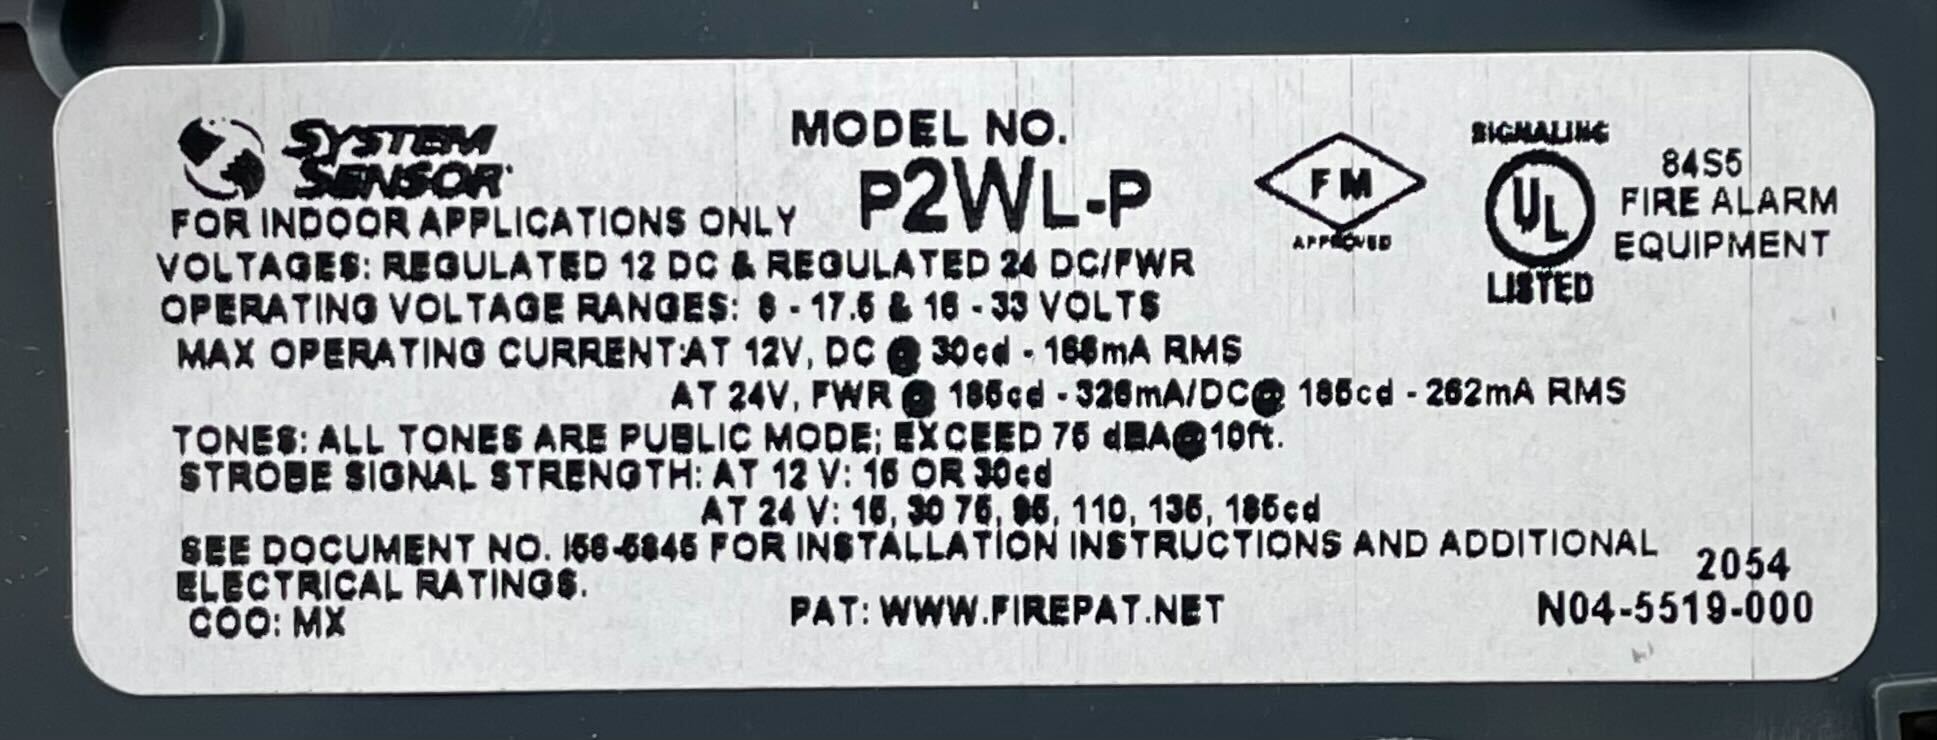 SYSTEM
SENSOR
MODEL NO.
P2WL-P
FM
APPROVED
SIGNALING
UL
LISTED
84S5
FIRE ALARM
EQUIPMENT
FOR INDOOR APPLICATIONS ONLY
VOLTAGES: REGULATED 12 DC & REGULATED 24 DC/FWR
OPERATING VOLTAGE RANGES: 8 - 17.5 & 16 - 33 VOLTS
MAX OPERATING CURRENT:AT 12V, DC @ 30cd - RMS
AT 24V, FWR @ 185cd - 326mA/DC@ 185cd - 262mA RMS
TONES: ALL TONES ARE PUBLIC MODE; EXCEED 75 dBA@10ft.
STROBE SIGNAL STRENGTH: AT 12 V: 15 OR 30cd
AT 24 V: 15, 30 75, 95, 110, 135, 185cd
SEE DOCUMENT NO. I56-5845 FOR INSTALLATION INSTRUCTIONS AND ADDITIONAL
ELECTRICAL RATINGS.
COO: MX
PAT: WWW.FIREPAT.NET
2054
N04-5519-000